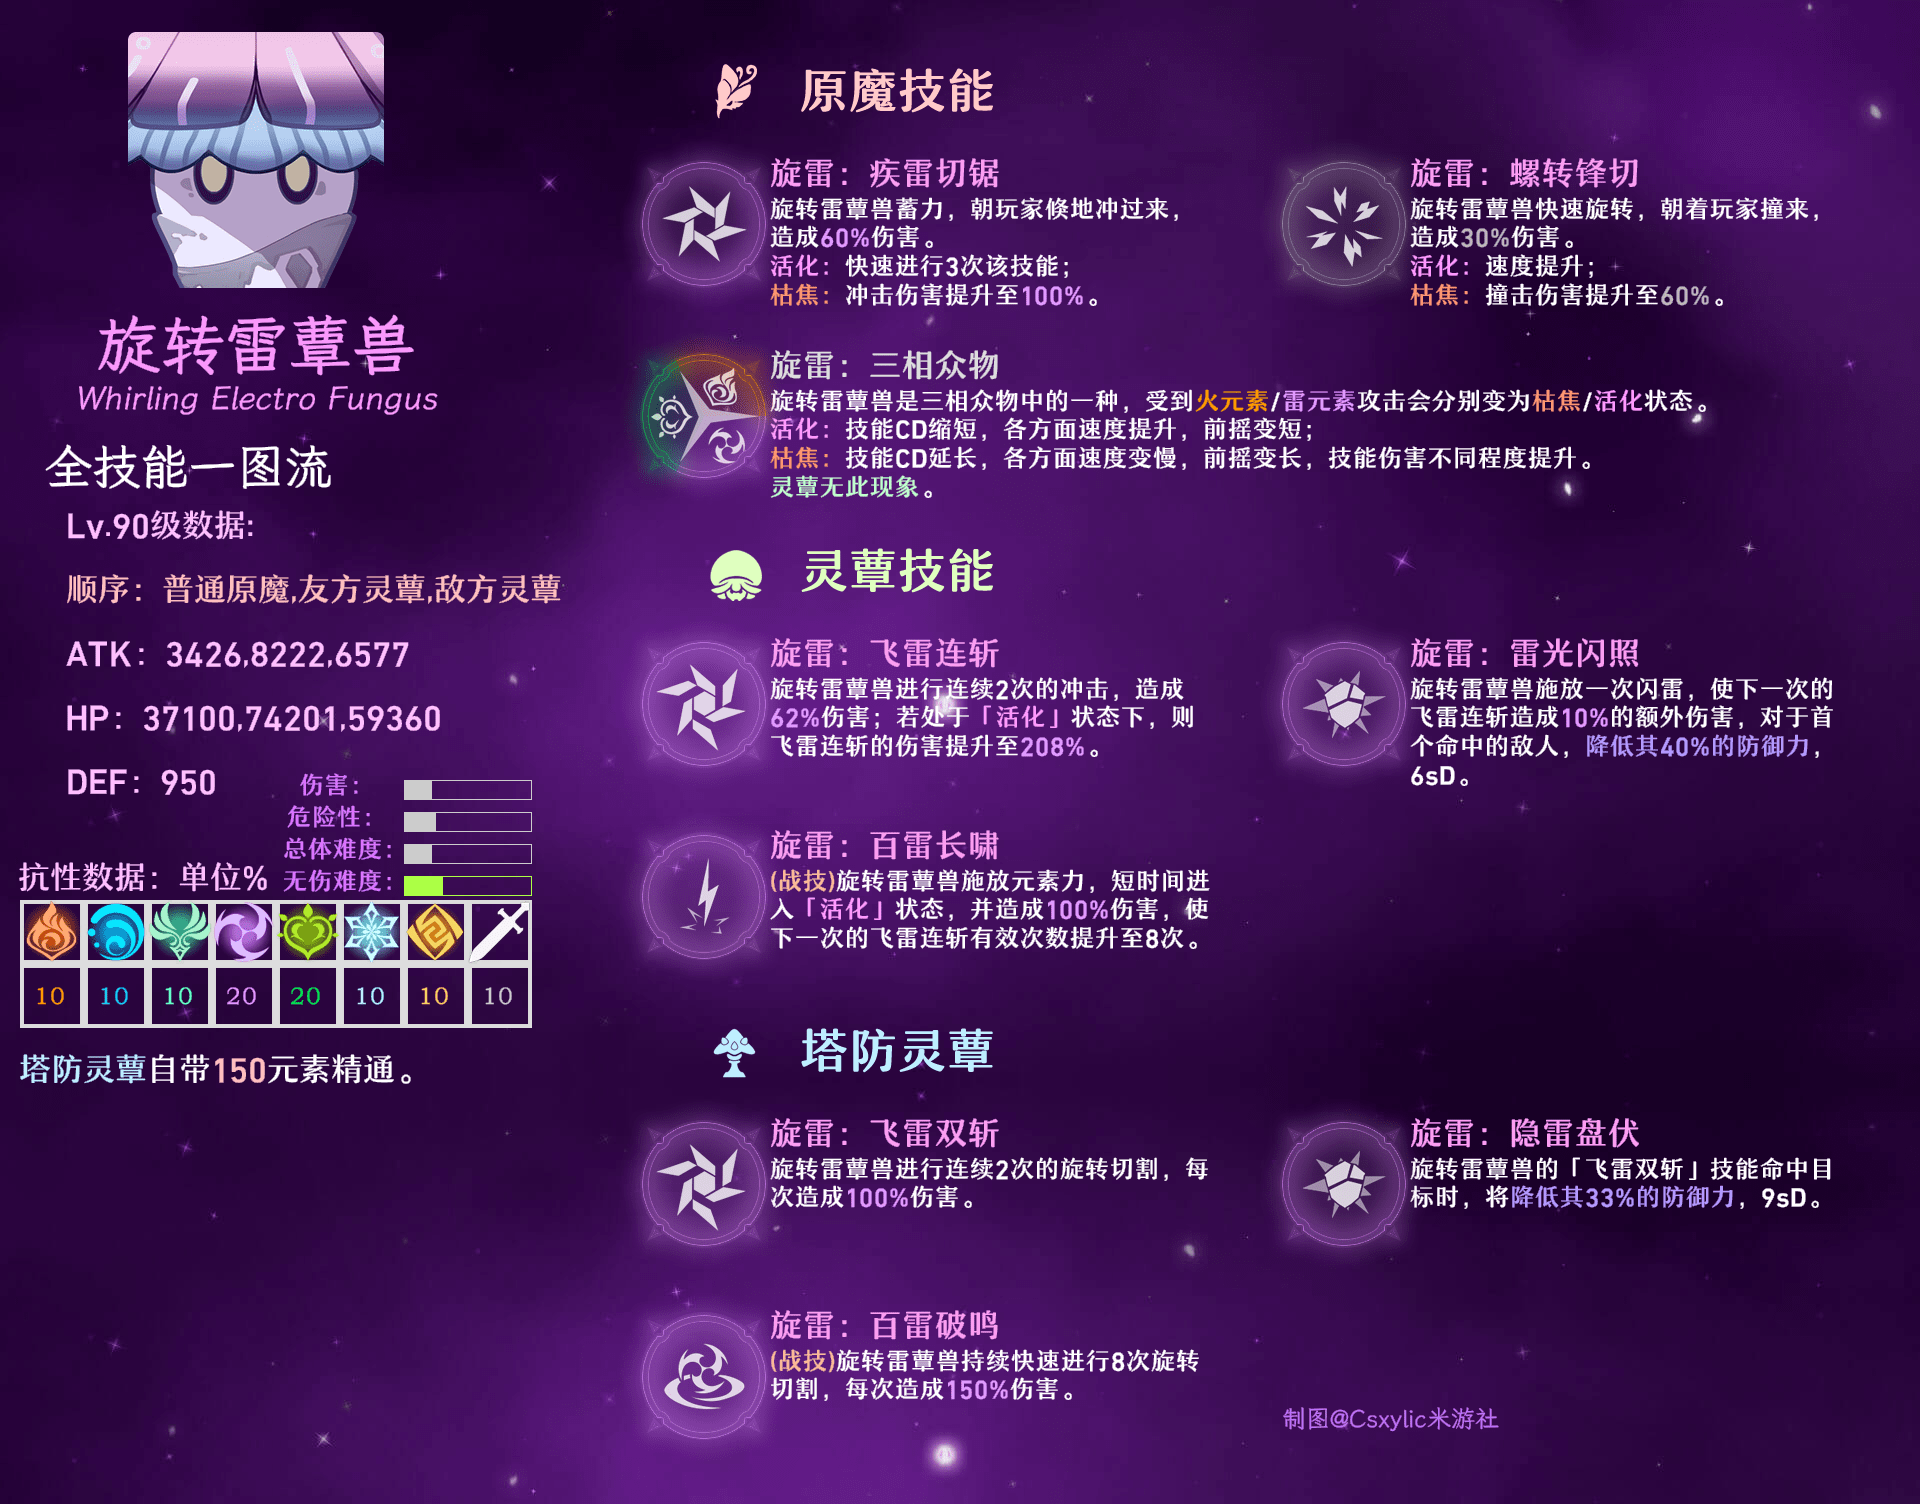 旋转雷蕈兽
Whirling Electro Fungus
全技能一图流
Lv.90级数据:
顺序：普通原魔,友方灵蕈,敌方灵蕈
ATK：3426,8222,6577
HP：37100,74201,59360
DEF：950
伤害：
危险性：
总体难度：
抗性数据：单位%
无伤难度：
10 10 10 20 20 10 10 10
塔防灵蕈自带150元素精通。
原魔技能
旋雷：疾雷切锯
旋转雷蕈兽蓄力，朝玩家倏地冲过来，
造成60%伤害。
活化：快速进行3次该技能；
枯焦：冲击伤害提升至100%。
旋雷：螺转锋切
旋转雷蕈兽快速旋转，朝着玩家撞来，
造成30%伤害。
活化：速度提升；
枯焦：撞击伤害提升至60%。
旋雷：三相众物
旋转雷蕈兽是三相众物中的一种，受到火元素/雷元素攻击会分别变为枯焦/活化状态。
活化：技能CD缩短，各方面速度提升，前摇变短；
枯焦：技能CD延长，各方面速度变慢，前摇变长，技能伤害不同程度提升。
灵蕈无此现象。
灵蕈技能
旋雷：飞雷连斩
旋转雷蕈兽进行连续2次的冲击，造成
62%伤害；若处于「活化」状态下，则
飞雷连斩的伤害提升至208%。
旋雷：雷光闪照
旋转雷蕈兽施放一次闪雷，使下一次的
飞雷连斩造成10%的额外伤害，对于首
个命中的敌人，降低其40%的防御力，
6sD。
旋雷：百雷长啸
(战技)旋转雷蕈兽施放元素力，短时间进
入「活化」状态，并造成100%伤害，使
下一次的飞雷连斩有效次数提升至8次。
塔防灵蕈
旋雷：飞雷双斩
旋转雷蕈兽进行连续2次的旋转切割，每
次造成100%伤害。
旋雷：隐雷盘伏
旋转雷蕈兽的「飞雷双斩」技能命中目
标时，将降低其33%的防御力，9sD。
旋雷：百雷破鸣
(战技)旋转雷蕈兽持续快速进行8次旋转
切割，每次造成150%伤害。
制图@Csxylic米游社